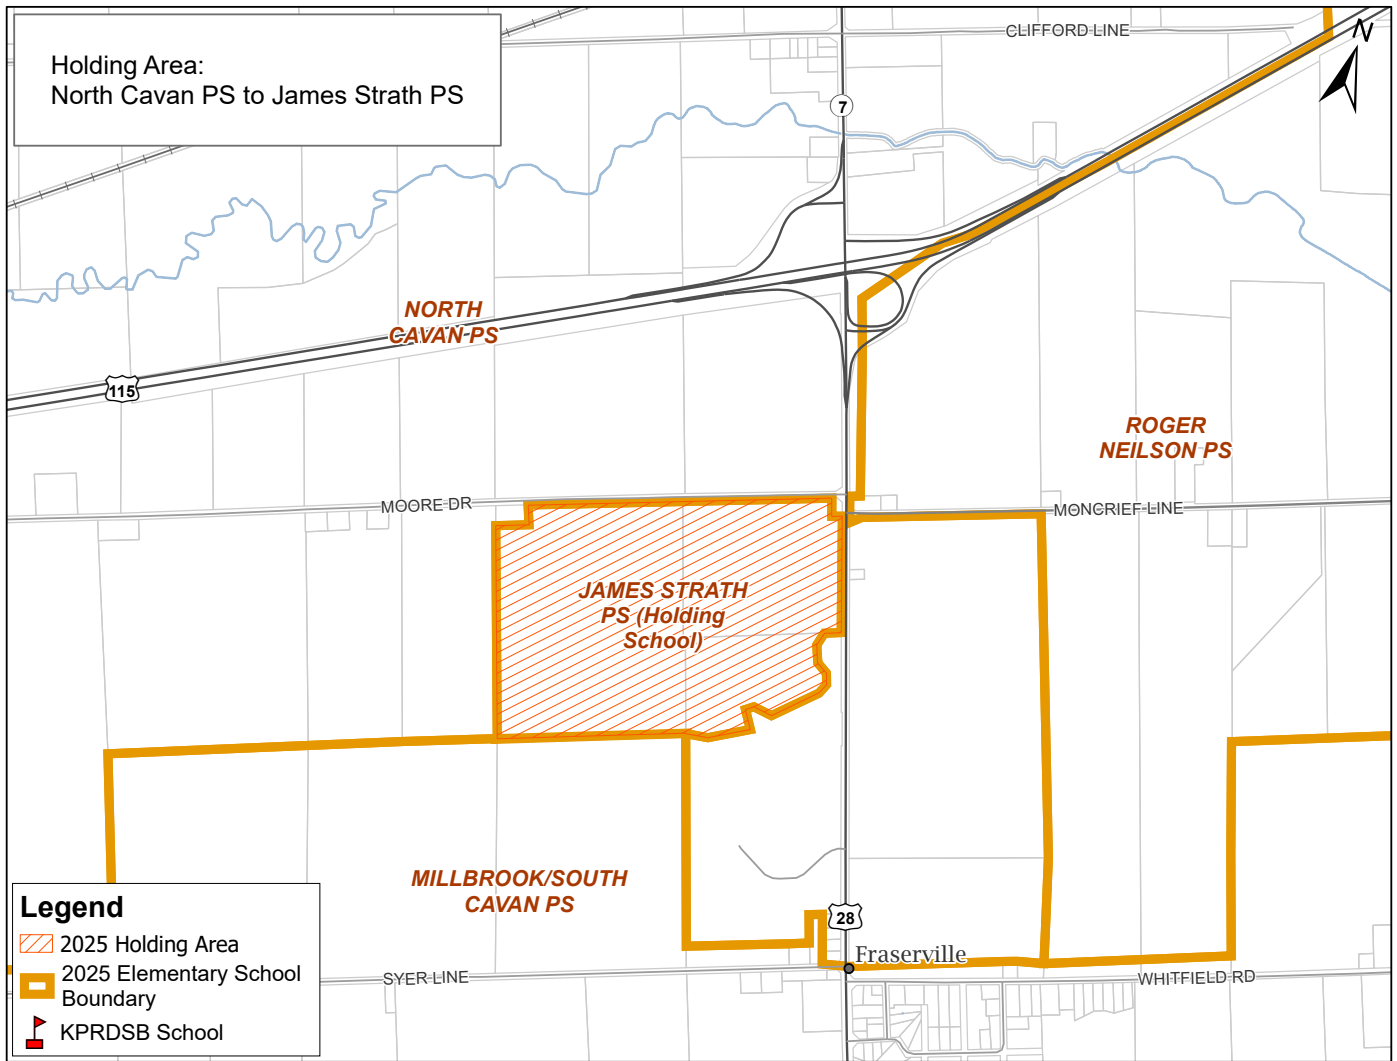 Holding Area:
North Cavan PS to James Strath PS
CLIFFORD LINE
N
7
NORTH
CAVAN PS
115
ROGER
NEILSON PS
MOORE DR
MONCRIEF LINE
JAMES STRATH
PS (Holding
School)
MILLBROOK/SOUTH
CAVAN PS
28
Fraserville
SYER LINE
WHITFIELD RD
Legend
2025 Holding Area
2025 Elementary School
Boundary
KPRDSB School